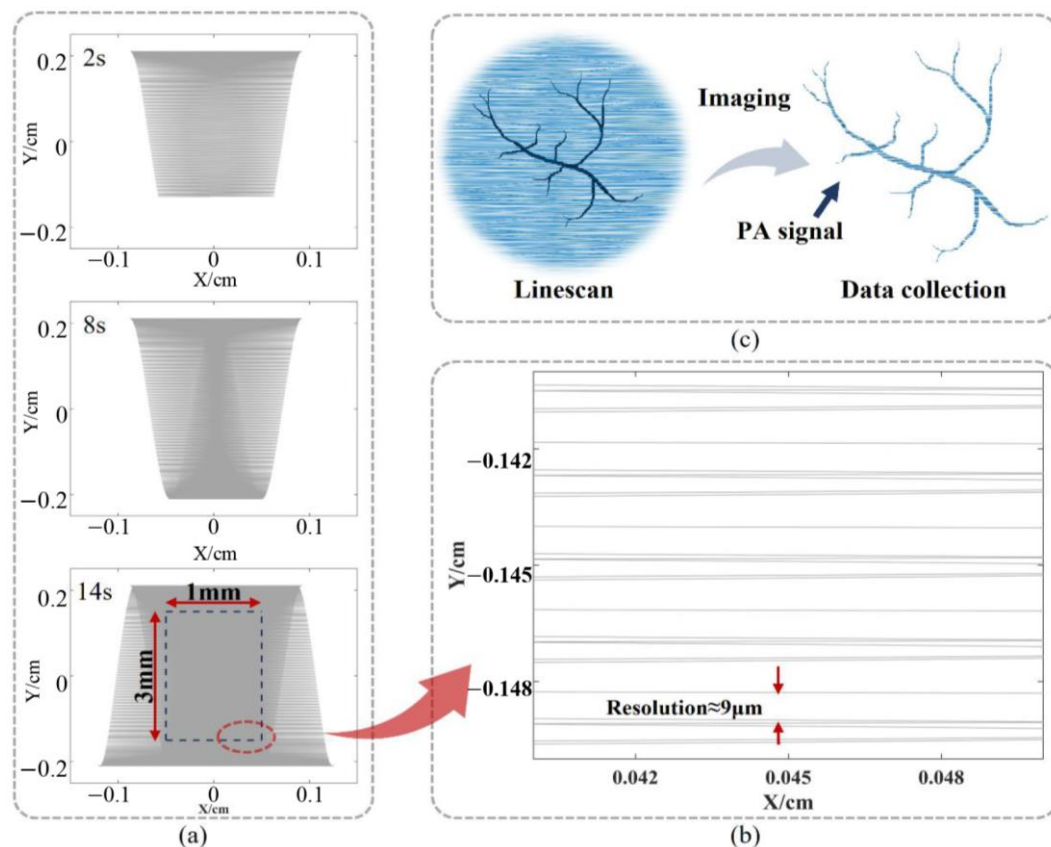 2s
0.2
0
−0.2
Y/cm
−0.1
0
0.1
X/cm
8s
0.2
0
−0.2
Y/cm
−0.1
0
0.1
X/cm
14s
1mm
3mm
0.2
0
−0.2
Y/cm
−0.1
0
0.1
X/cm
(a)
Imaging
PA signal
Linescan
Data collection
(c)
−0.142
−0.145
−0.148
Y/cm
Resolution≈9μm
0.042
0.045
0.048
X/cm
(b)